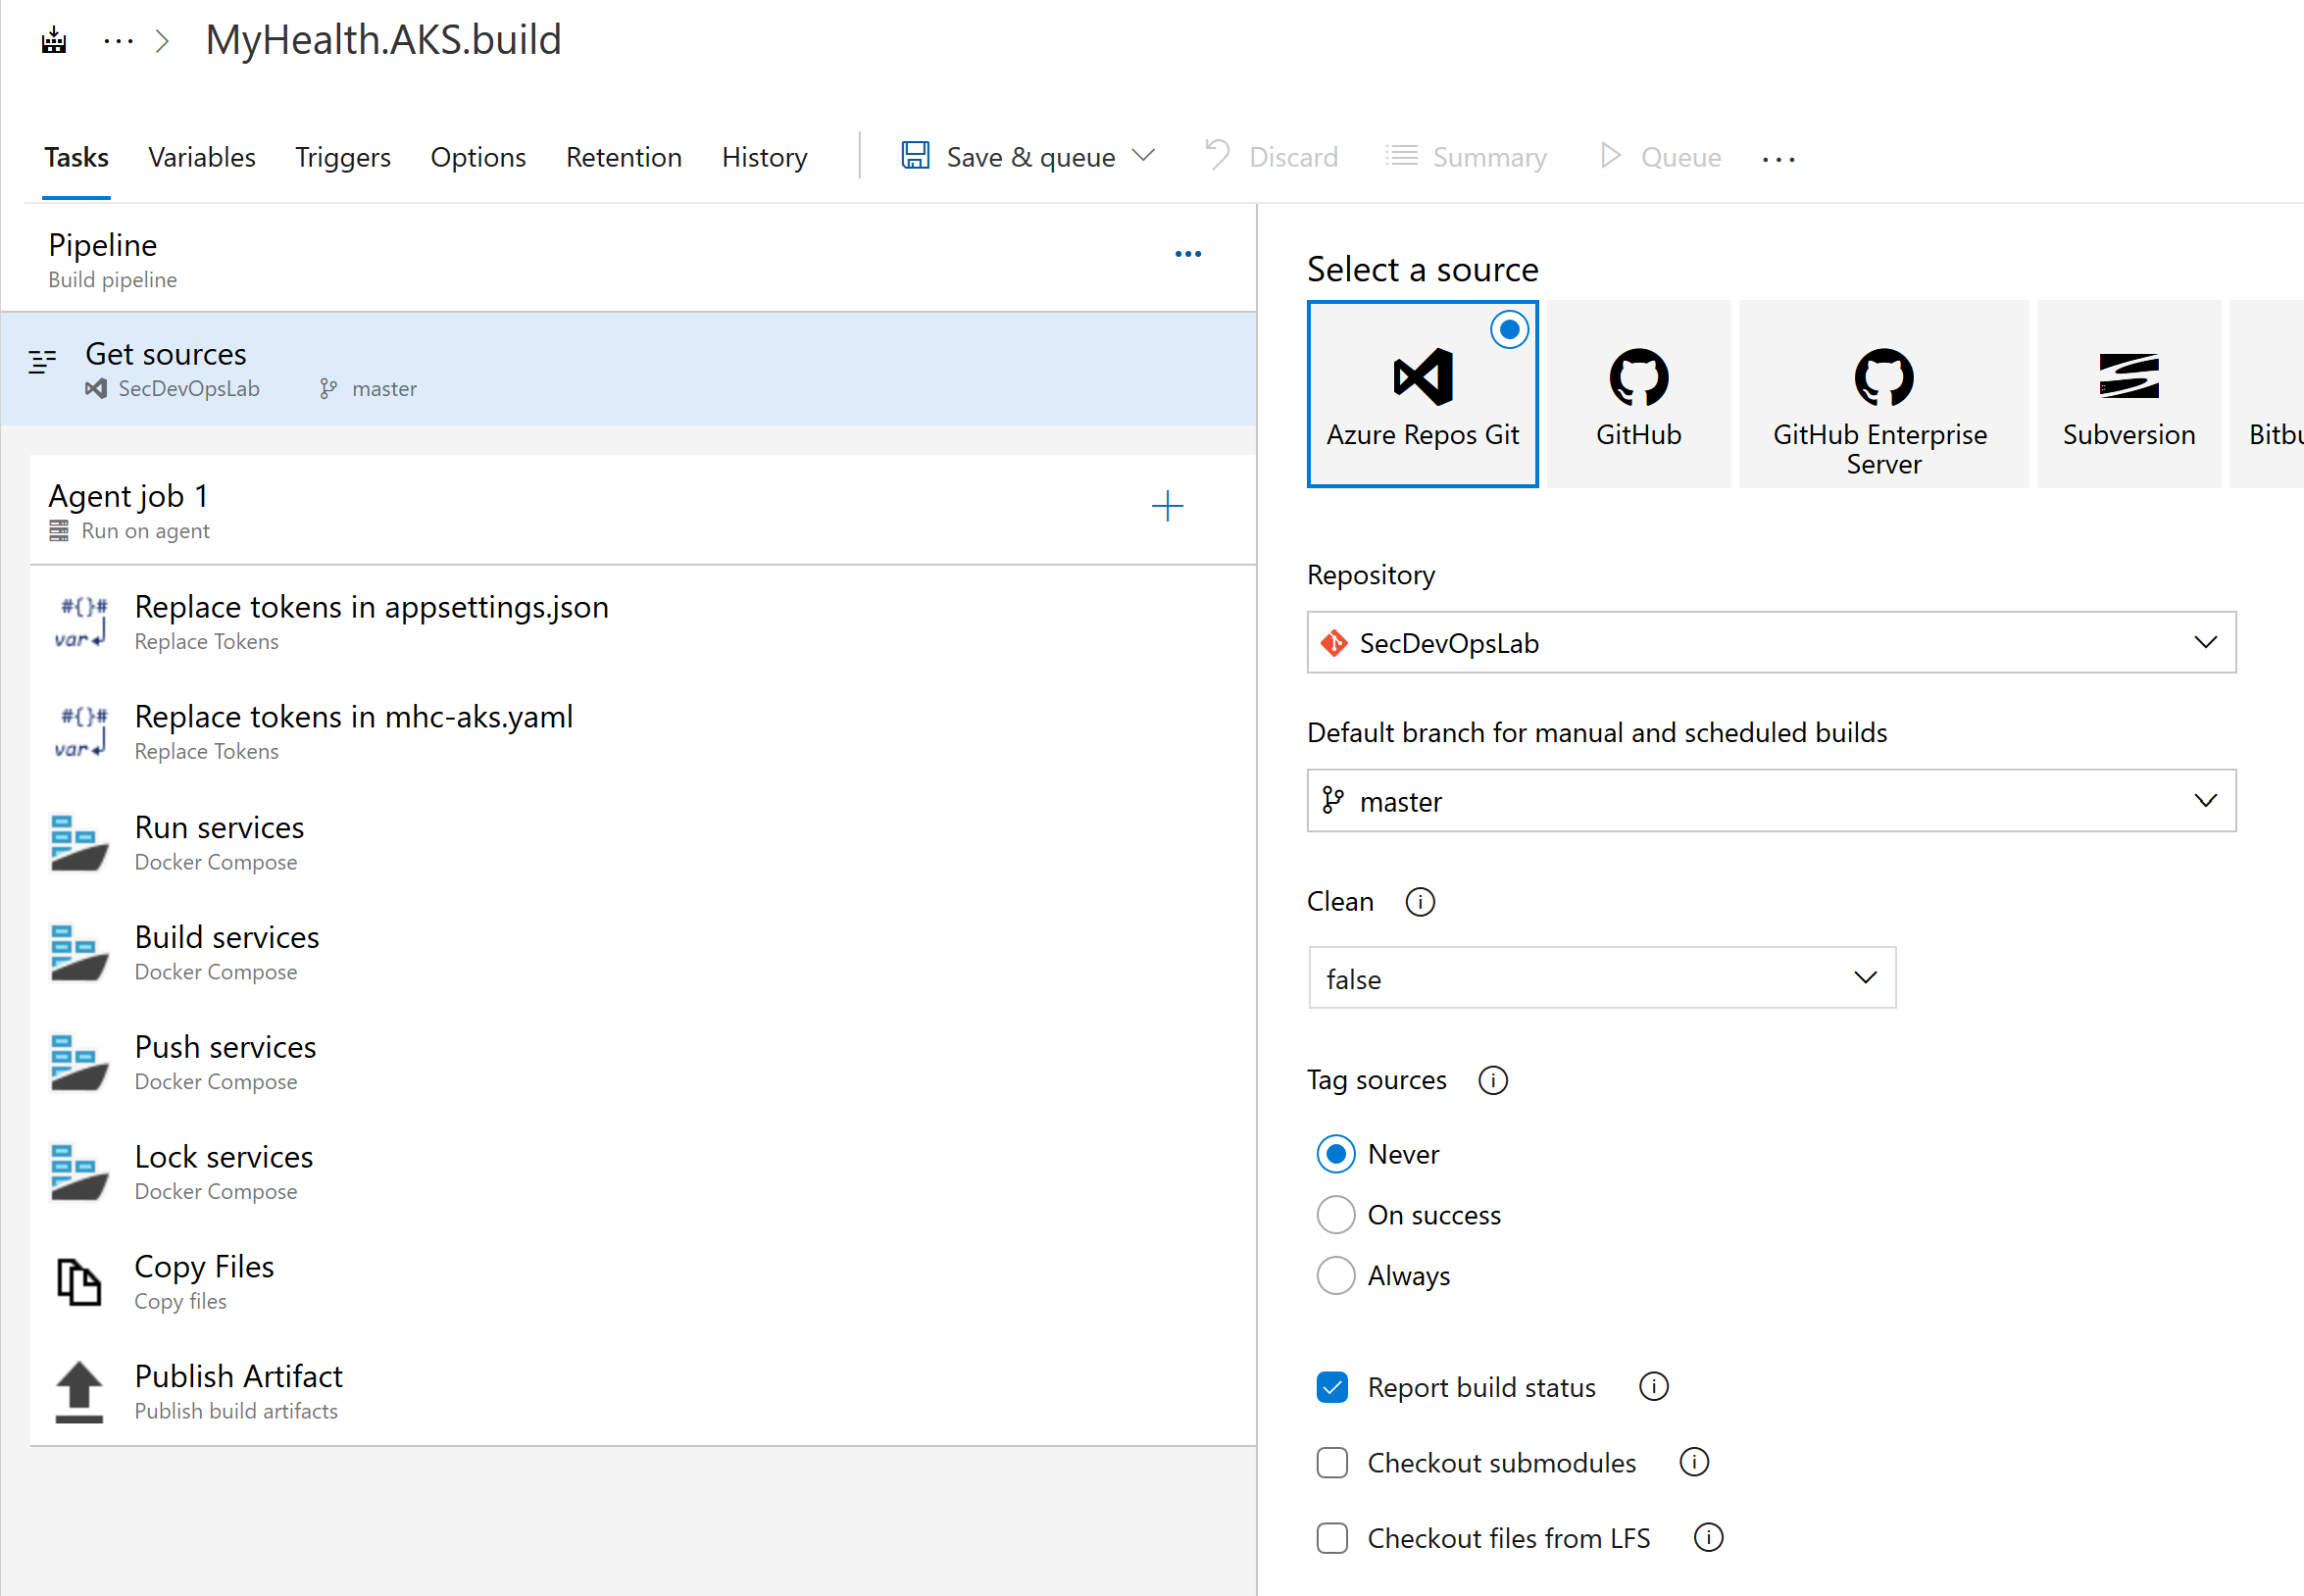 MyHealth.AKS.build
Tasks
Variables
Triggers
Options
Retention
History
Save & queue
Discard
Summary
Queue
Pipeline
Build pipeline
Get sources
SecDevOpsLab
master
Agent job 1
Run on agent
#{}#
var
Replace tokens in appsettings.json
Replace Tokens
#{}#
var
Replace tokens in mhc-aks.yaml
Replace Tokens
Run services
Docker Compose
Build services
Docker Compose
Push services
Docker Compose
Lock services
Docker Compose
Copy Files
Copy files
Publish Artifact
Publish build artifacts
Select a source
Azure Repos Git
GitHub
GitHub Enterprise
Server
Subversion
Bitbu
Repository
SecDevOpsLab
Default branch for manual and scheduled builds
master
Clean
false
Tag sources
Never
On success
Always
Report build status
Checkout submodules
Checkout files from LFS